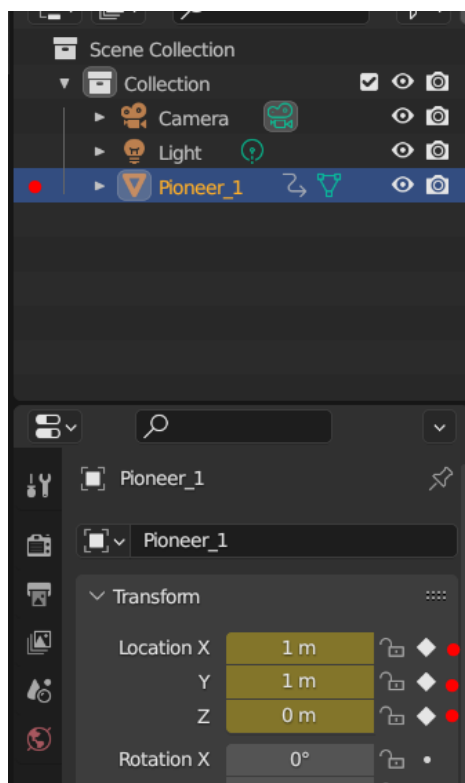 Scene Collection
Collection
Camera
Light
Pioneer_1
Pioneer_1
Pioneer_1
Transform
Location X 1 m
Y 1 m
Z 0 m
Rotation X 0°